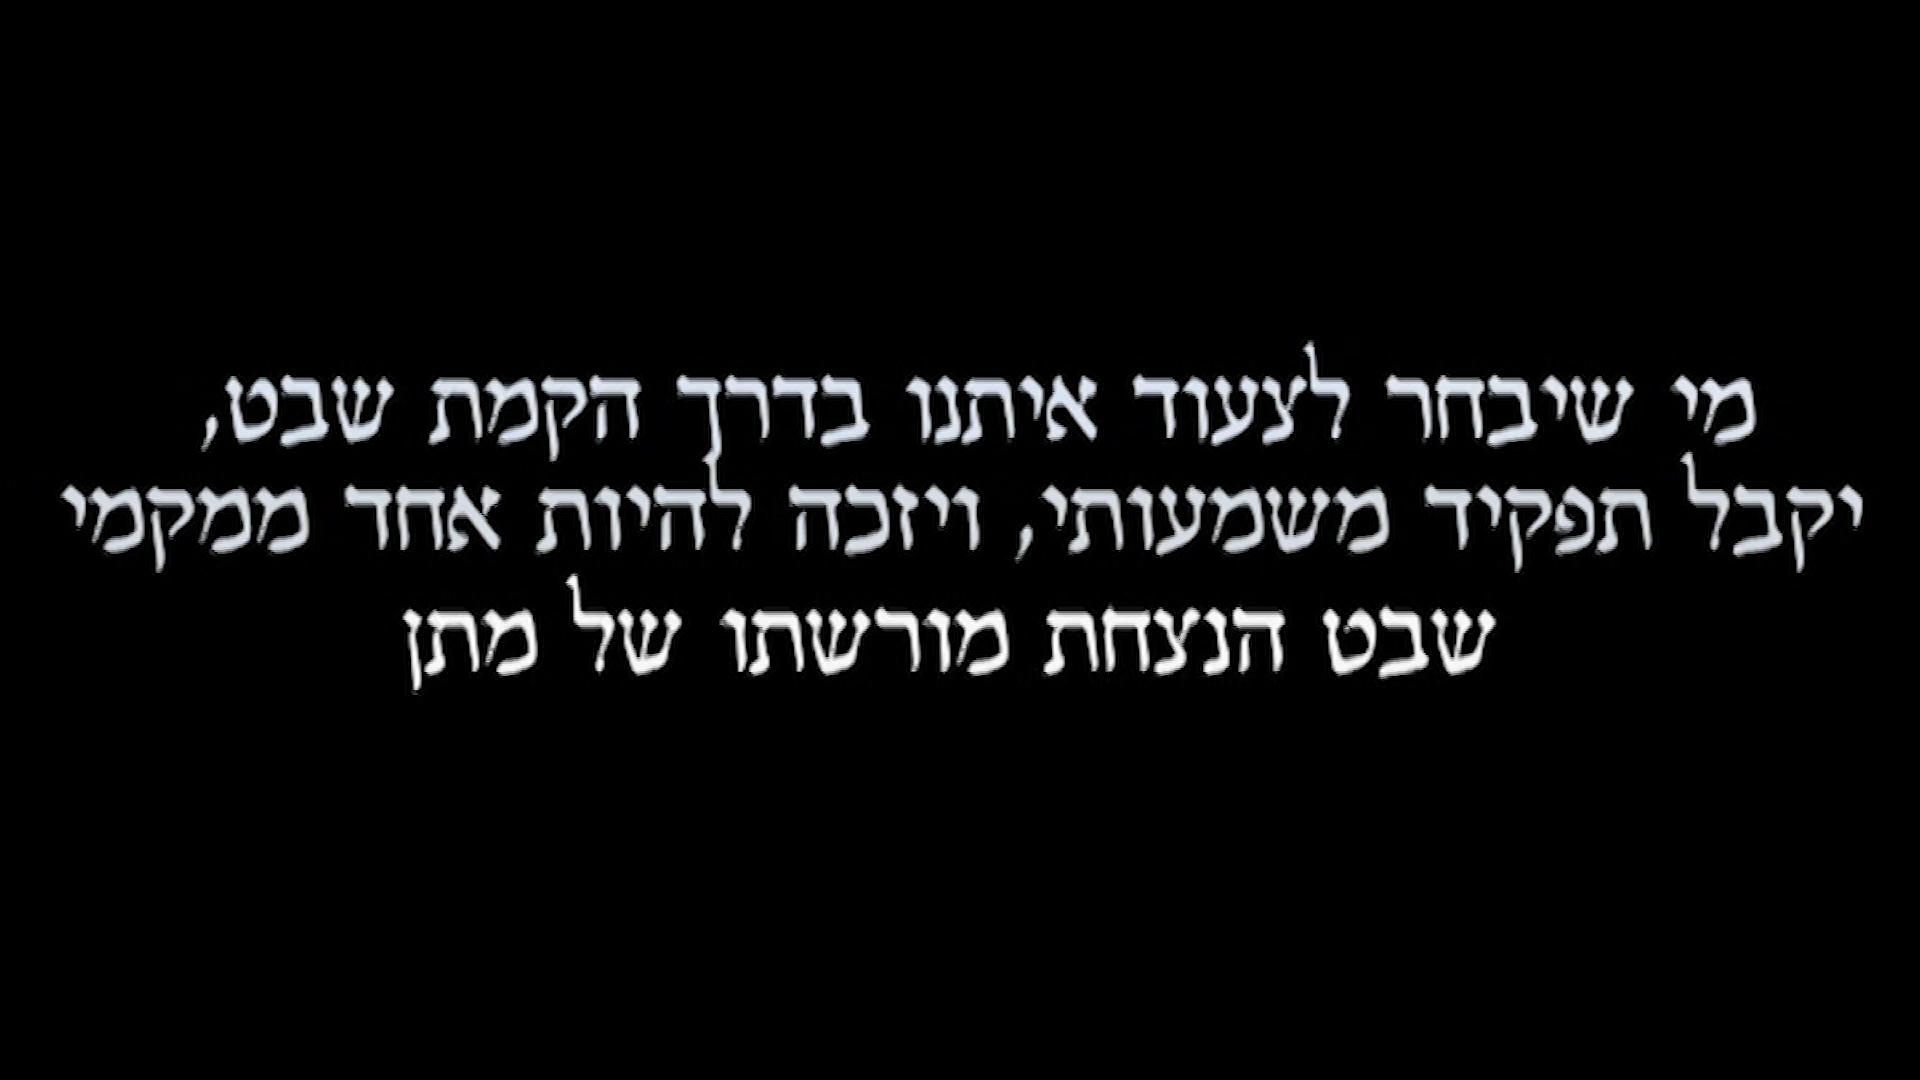 מי שיבחר לצעוד איתנו בדרך הקמת שבט,
יקבל תפקיד משמעותי, ויזכה להיות אחד ממקמי
שבט הנצחת מורשתו של מתן